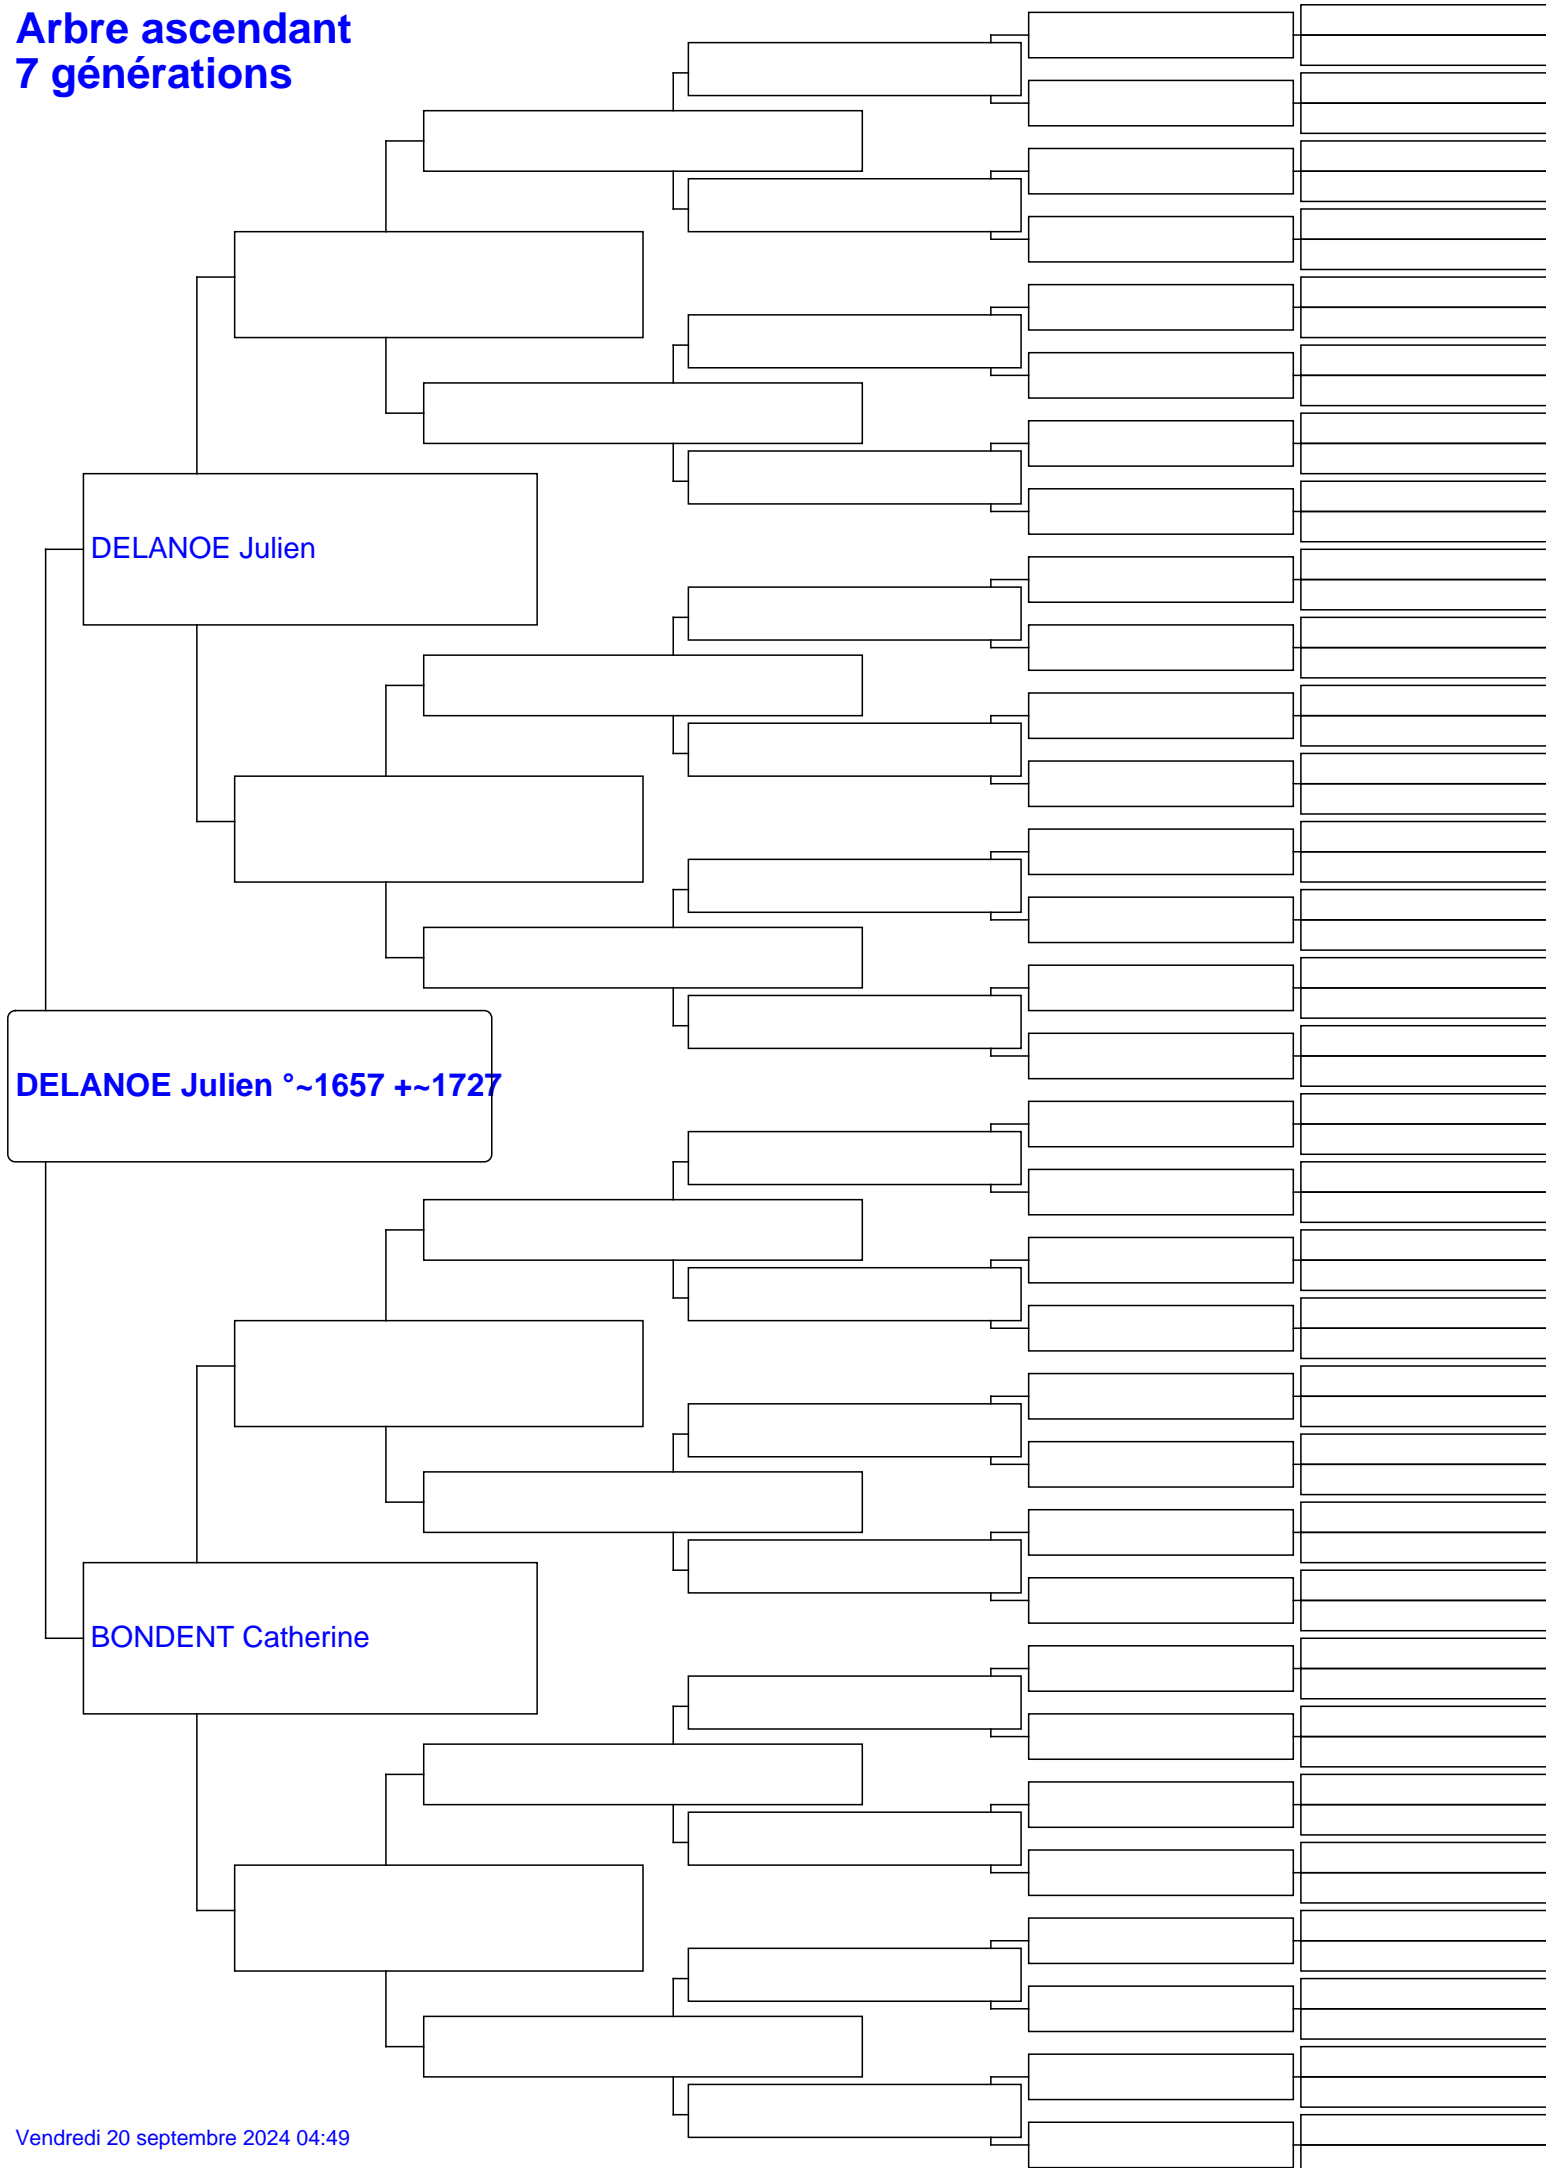 Arbre ascendant
7 générations
DELANOE Julien
DELANOE Julien °~1657 +~1727
BONDENT Catherine
Vendredi 20 septembre 2024 04:49